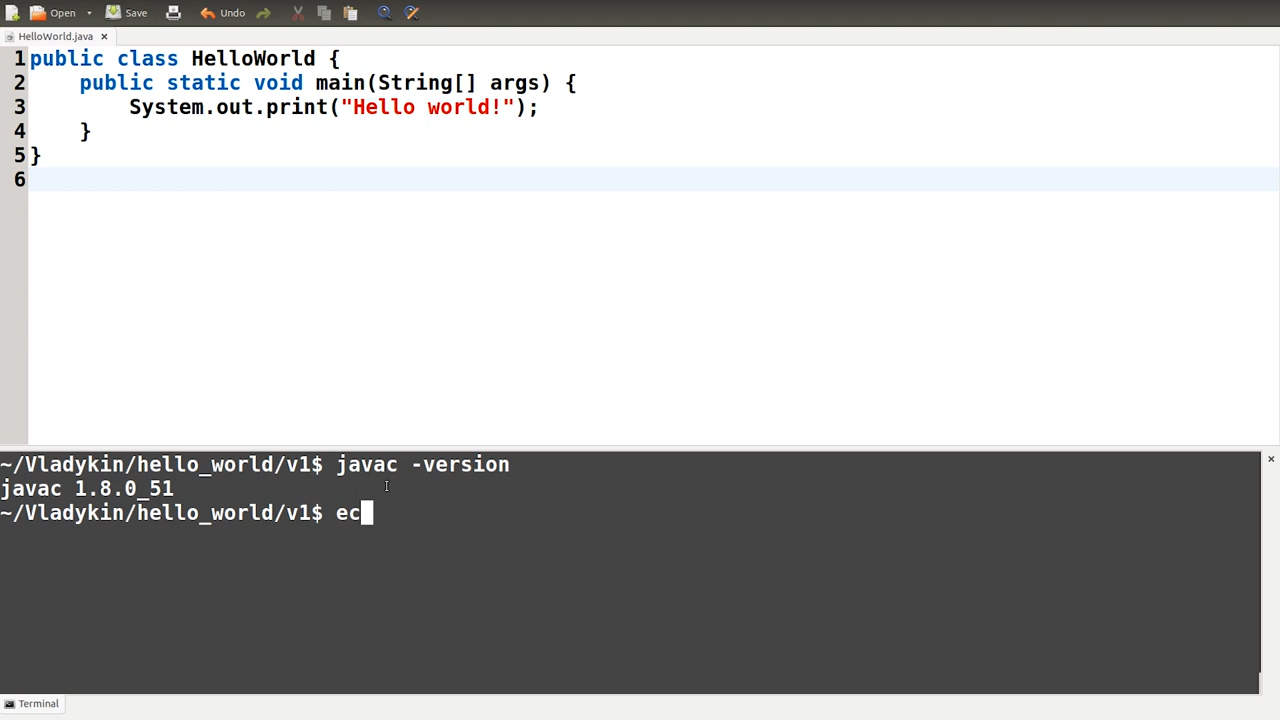 Open Save Undo
HelloWorld.java
1 public class HelloWorld {
2     public static void main(String[] args) {
3         System.out.print("Hello world!");
4     }
5 }
6
~/Vladykin/hello_world/v1$ javac -version
javac 1.8.0_51
~/Vladykin/hello_world/v1$ ec
Terminal